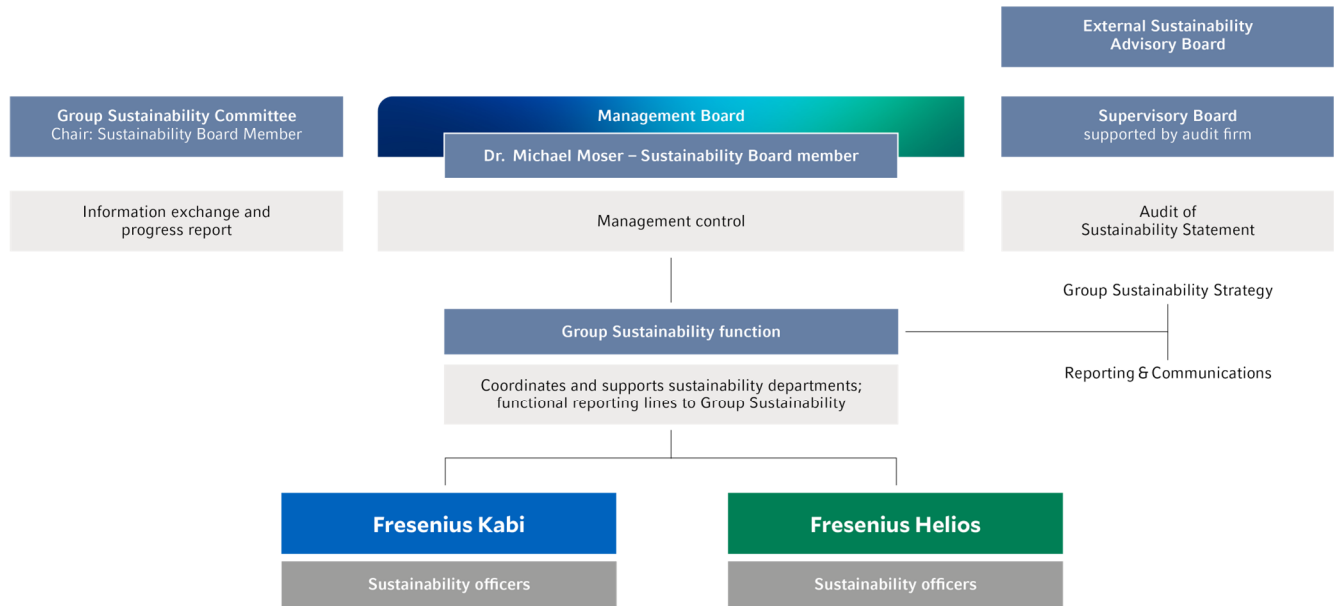 External Sustainability
Advisory Board
Group Sustainability Committee
Chair: Sustainability Board Member
Management Board
Dr. Michael Moser – Sustainability Board member
Supervisory Board
supported by audit firm
Information exchange and
progress report
Management control
Audit of
Sustainability Statement
Group Sustainability Strategy
Group Sustainability function
Reporting & Communications
Coordinates and supports sustainability departments;
functional reporting lines to Group Sustainability
Fresenius Kabi
Fresenius Helios
Sustainability officers
Sustainability officers